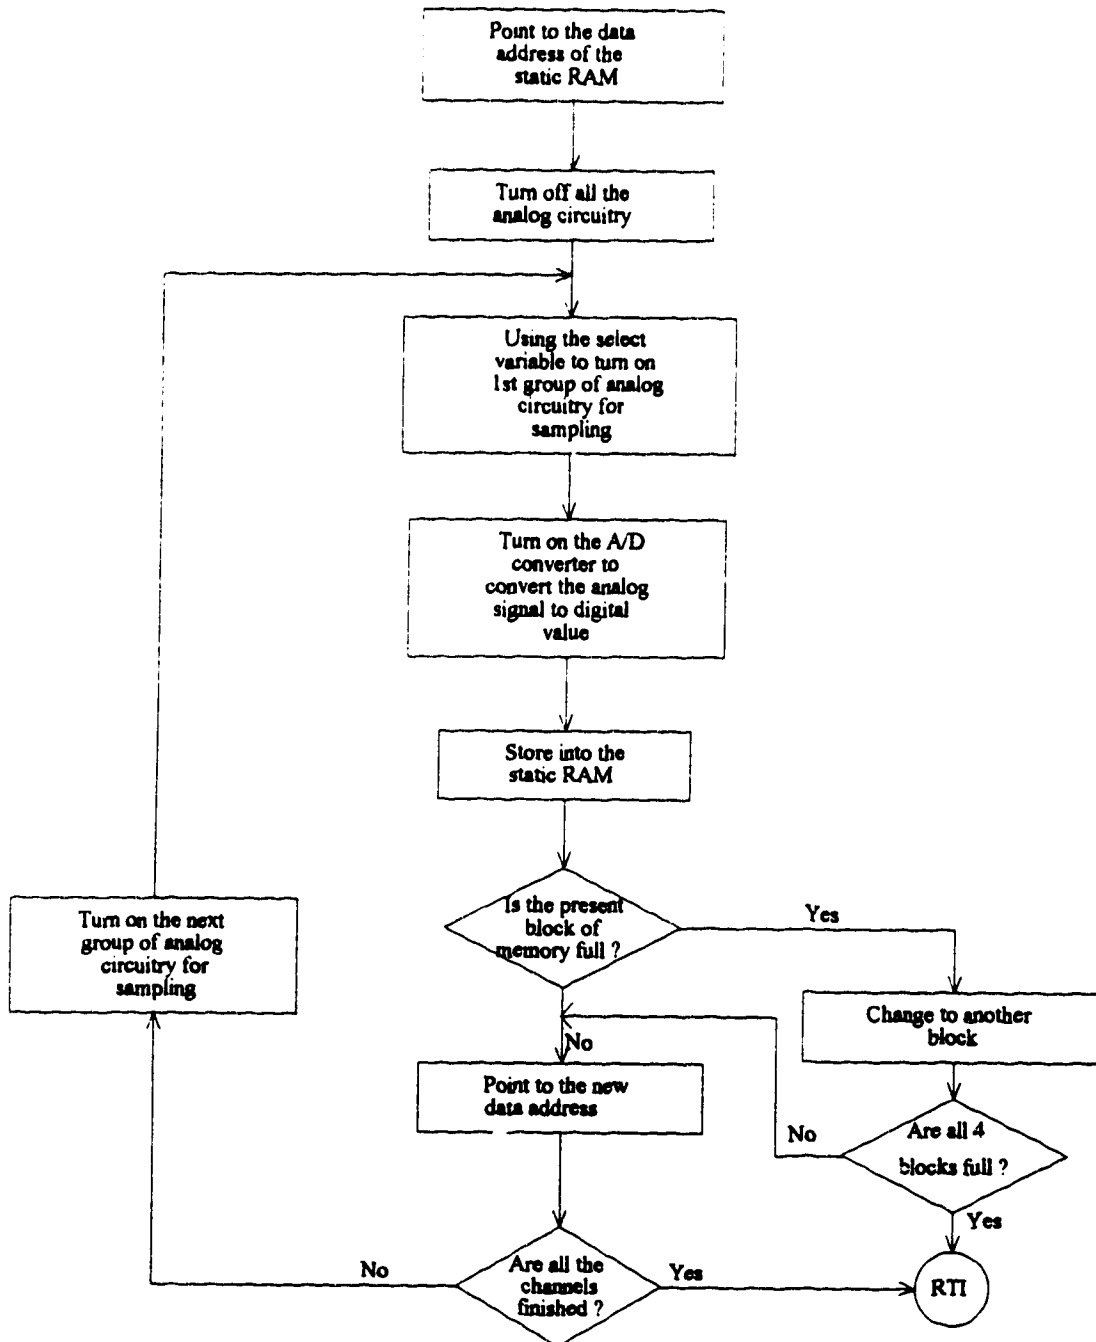 Point to the data
address of the
static RAM
Turn off all the
analog circuitry
Using the select
variable to turn on
1st group of analog
circuitry for
sampling
Turn on the A/D
converter to
convert the analog
signal to digital
value
Store into the
static RAM
Is the present
block of
memory full ?
Yes
No
Turn on the next
group of analog
circuitry for
sampling
Change to another
block
Point to the new
data address
Are all 4
blocks full ?
No
Yes
Are all the
channels
finished ?
No
Yes
RTI